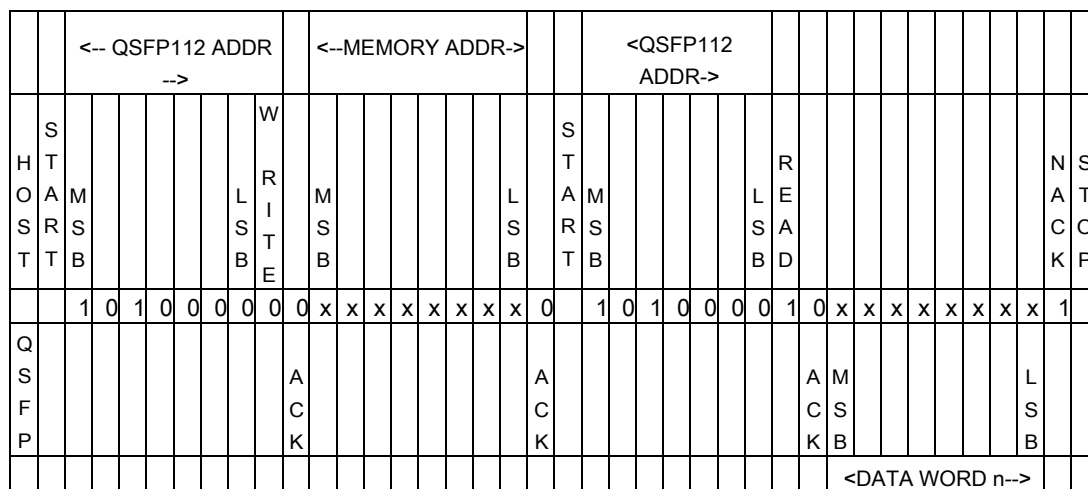 <-- QSFP112 ADDR
-->
<--MEMORY ADDR->
<QSFP112
ADDR->
HOST
START
MSB
LSB
W RITE
MSB
LSB
START
MSB
LSB
READ
NACK
STOP
1 0 1 0 0 0 0 0 0 x x x x x x x x 0 1 0 1 0 0 0 0 1 0 x x x x x x x x 1
QSFP
ACK
ACK
ACK
MSB
LSB
<DATA WORD n-->